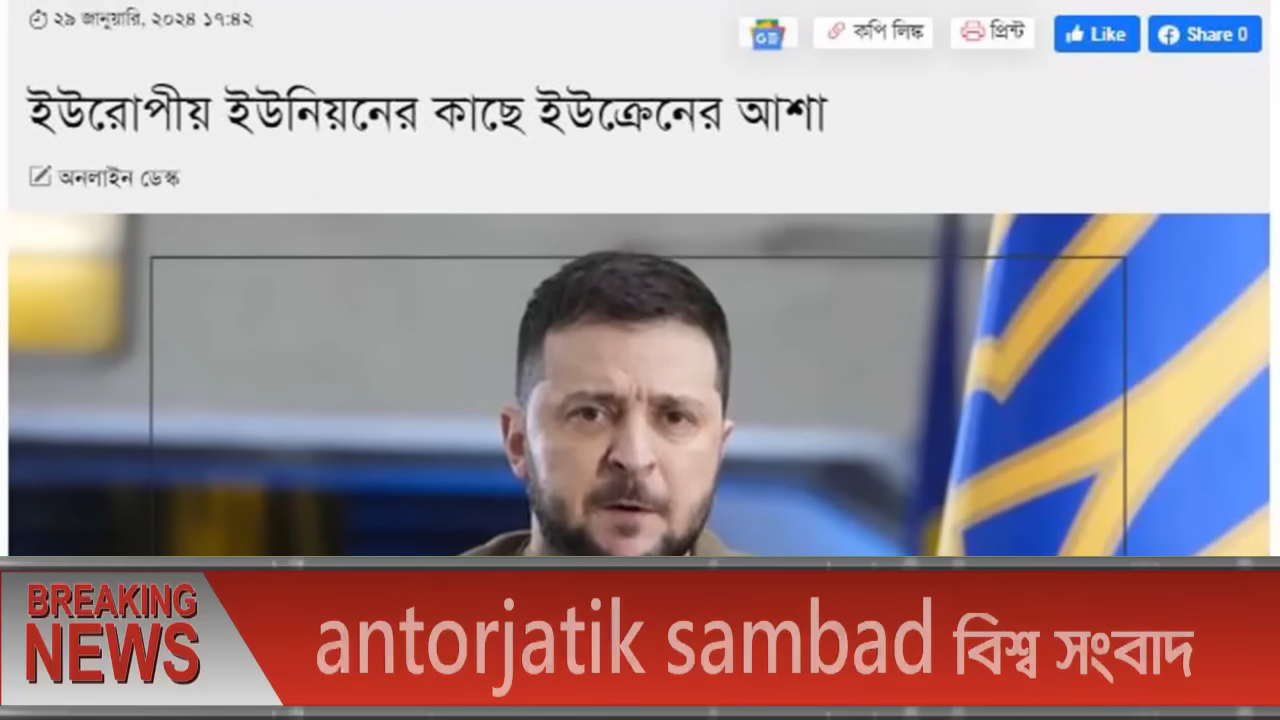 ২৯ জানুয়ারি, ২০২৪ ১৭:৪২
কপি লিঙ্ক
প্রিন্ট
Like
Share 0
ইউরোপীয় ইউনিয়নের কাছে ইউক্রেনের আশা
অনলাইন ডেস্ক
BREAKING
NEWS
antorjatik sambad বিশ্ব সংবাদ